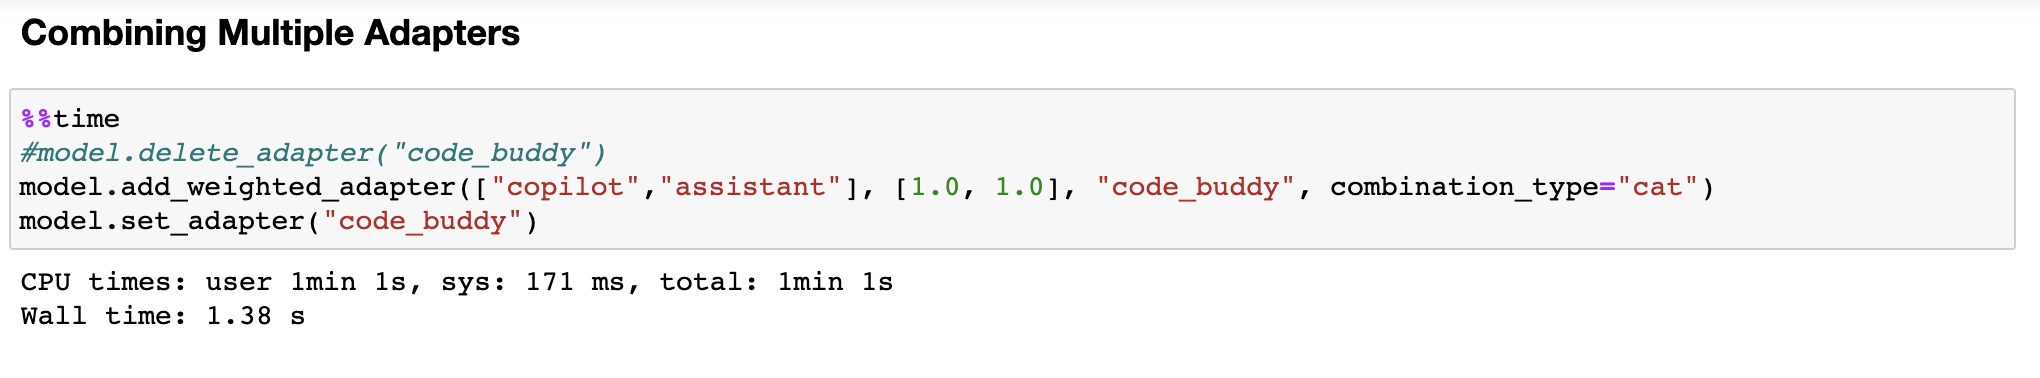 Combining Multiple Adapters
%%time
#model.delete_adapter("code_buddy")
model.add_weighted_adapter(["copilot","assistant"], [1.0, 1.0], "code_buddy", combination_type="cat")
model.set_adapter("code_buddy")
CPU times: user 1min 1s, sys: 171 ms, total: 1min 1s
Wall time: 1.38 s